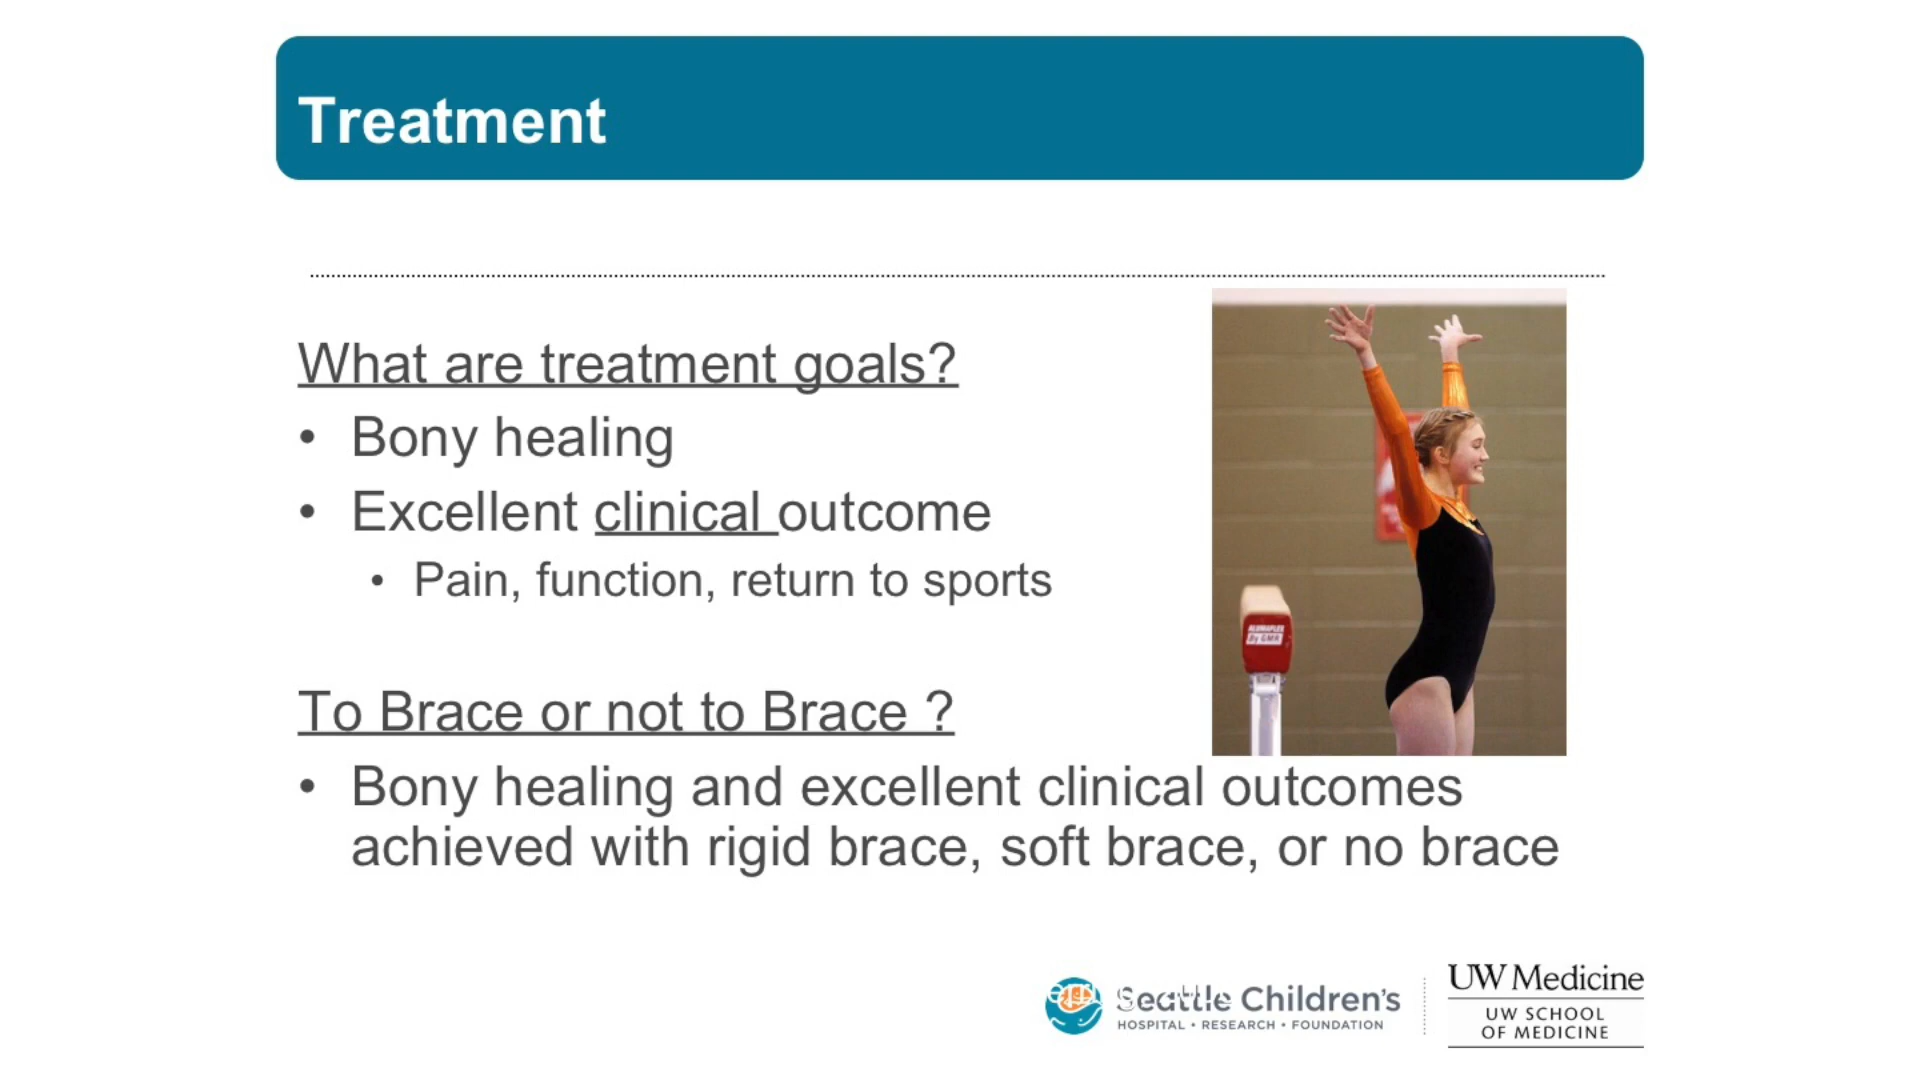 Treatment
What are treatment goals?
• Bony healing
• Excellent clinical outcome
• Pain, function, return to sports
To Brace or not to Brace ?
• Bony healing and excellent clinical outcomes
achieved with rigid brace, soft brace, or no brace
By GMR
Seattle Children's
HOSPITAL • RESEARCH • FOUNDATION
UW Medicine
UW SCHOOL
OF MEDICINE